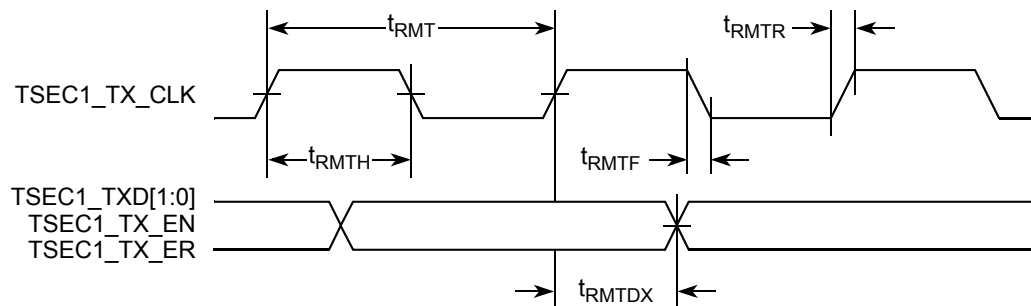 tRMT
tRMTR
TSEC1_TX_CLK
tRMTH
tRMTF
TSEC1_TXD[1:0]
TSEC1_TX_EN
TSEC1_TX_ER
tRMTDX